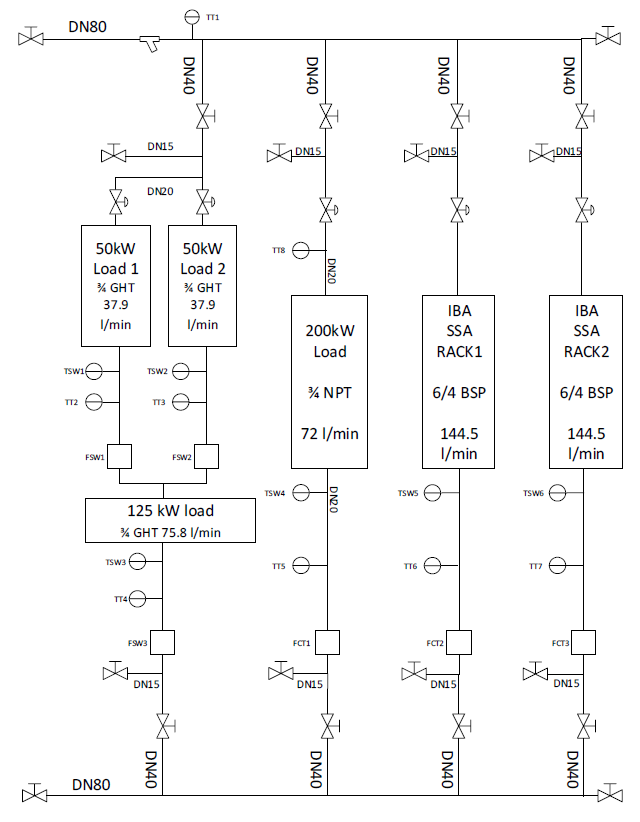 TT1
DN80
DN40
DN40
DN40
DN40
DN15
DN15
DN15
DN15
DN20
50kW
Load 1
¾ GHT
37.9
l/min
50kW
Load 2
¾ GHT
37.9
l/min
TT8
DN20
200kW
Load
¾ NPT
72 l/min
IBA
SSA
RACK1
6/4 BSP
144.5
l/min
IBA
SSA
RACK2
6/4 BSP
144.5
l/min
TSW1
TSW2
TT2
TT3
FSW1
FSW2
125 kW load
¾ GHT 75.8 l/min
TSW4
DN20
TSW5
TSW6
TSW3
TT5
TT6
TT7
TT4
FSW3
FCT1
FCT2
FCT3
DN15
DN15
DN15
DN15
DN40
DN40
DN40
DN40
DN80